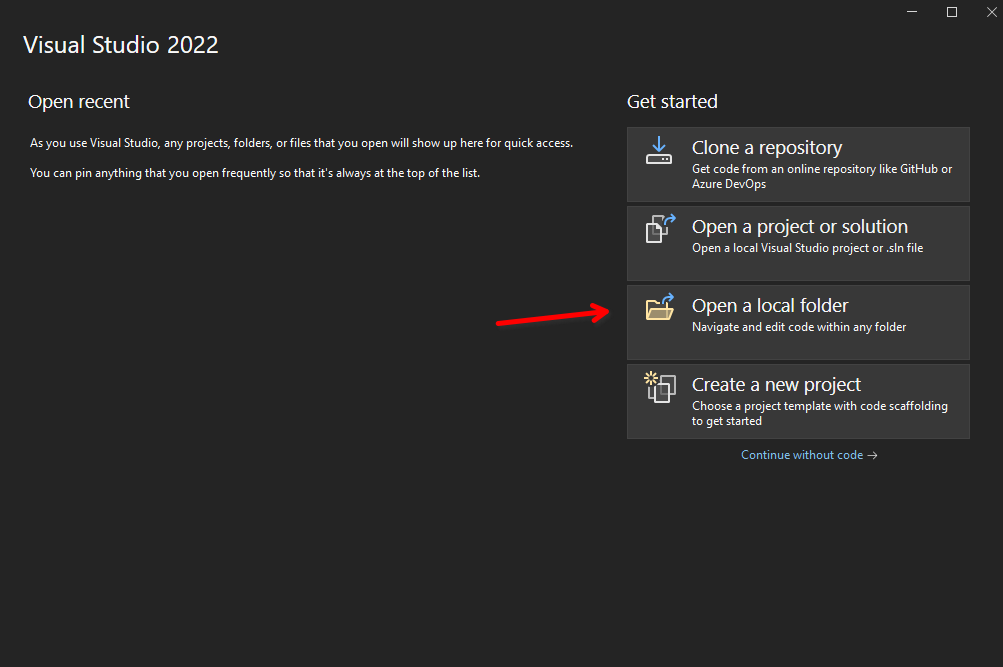 Visual Studio 2022
Open recent
As you use Visual Studio, any projects, folders, or files that you open will show up here for quick access.
You can pin anything that you open frequently so that it's always at the top of the list.
Get started
Clone a repository
Get code from an online repository like GitHub or
Azure DevOps
Open a project or solution
Open a local Visual Studio project or .sln file
Open a local folder
Navigate and edit code within any folder
Create a new project
Choose a project template with code scaffolding
to get started
Continue without code →